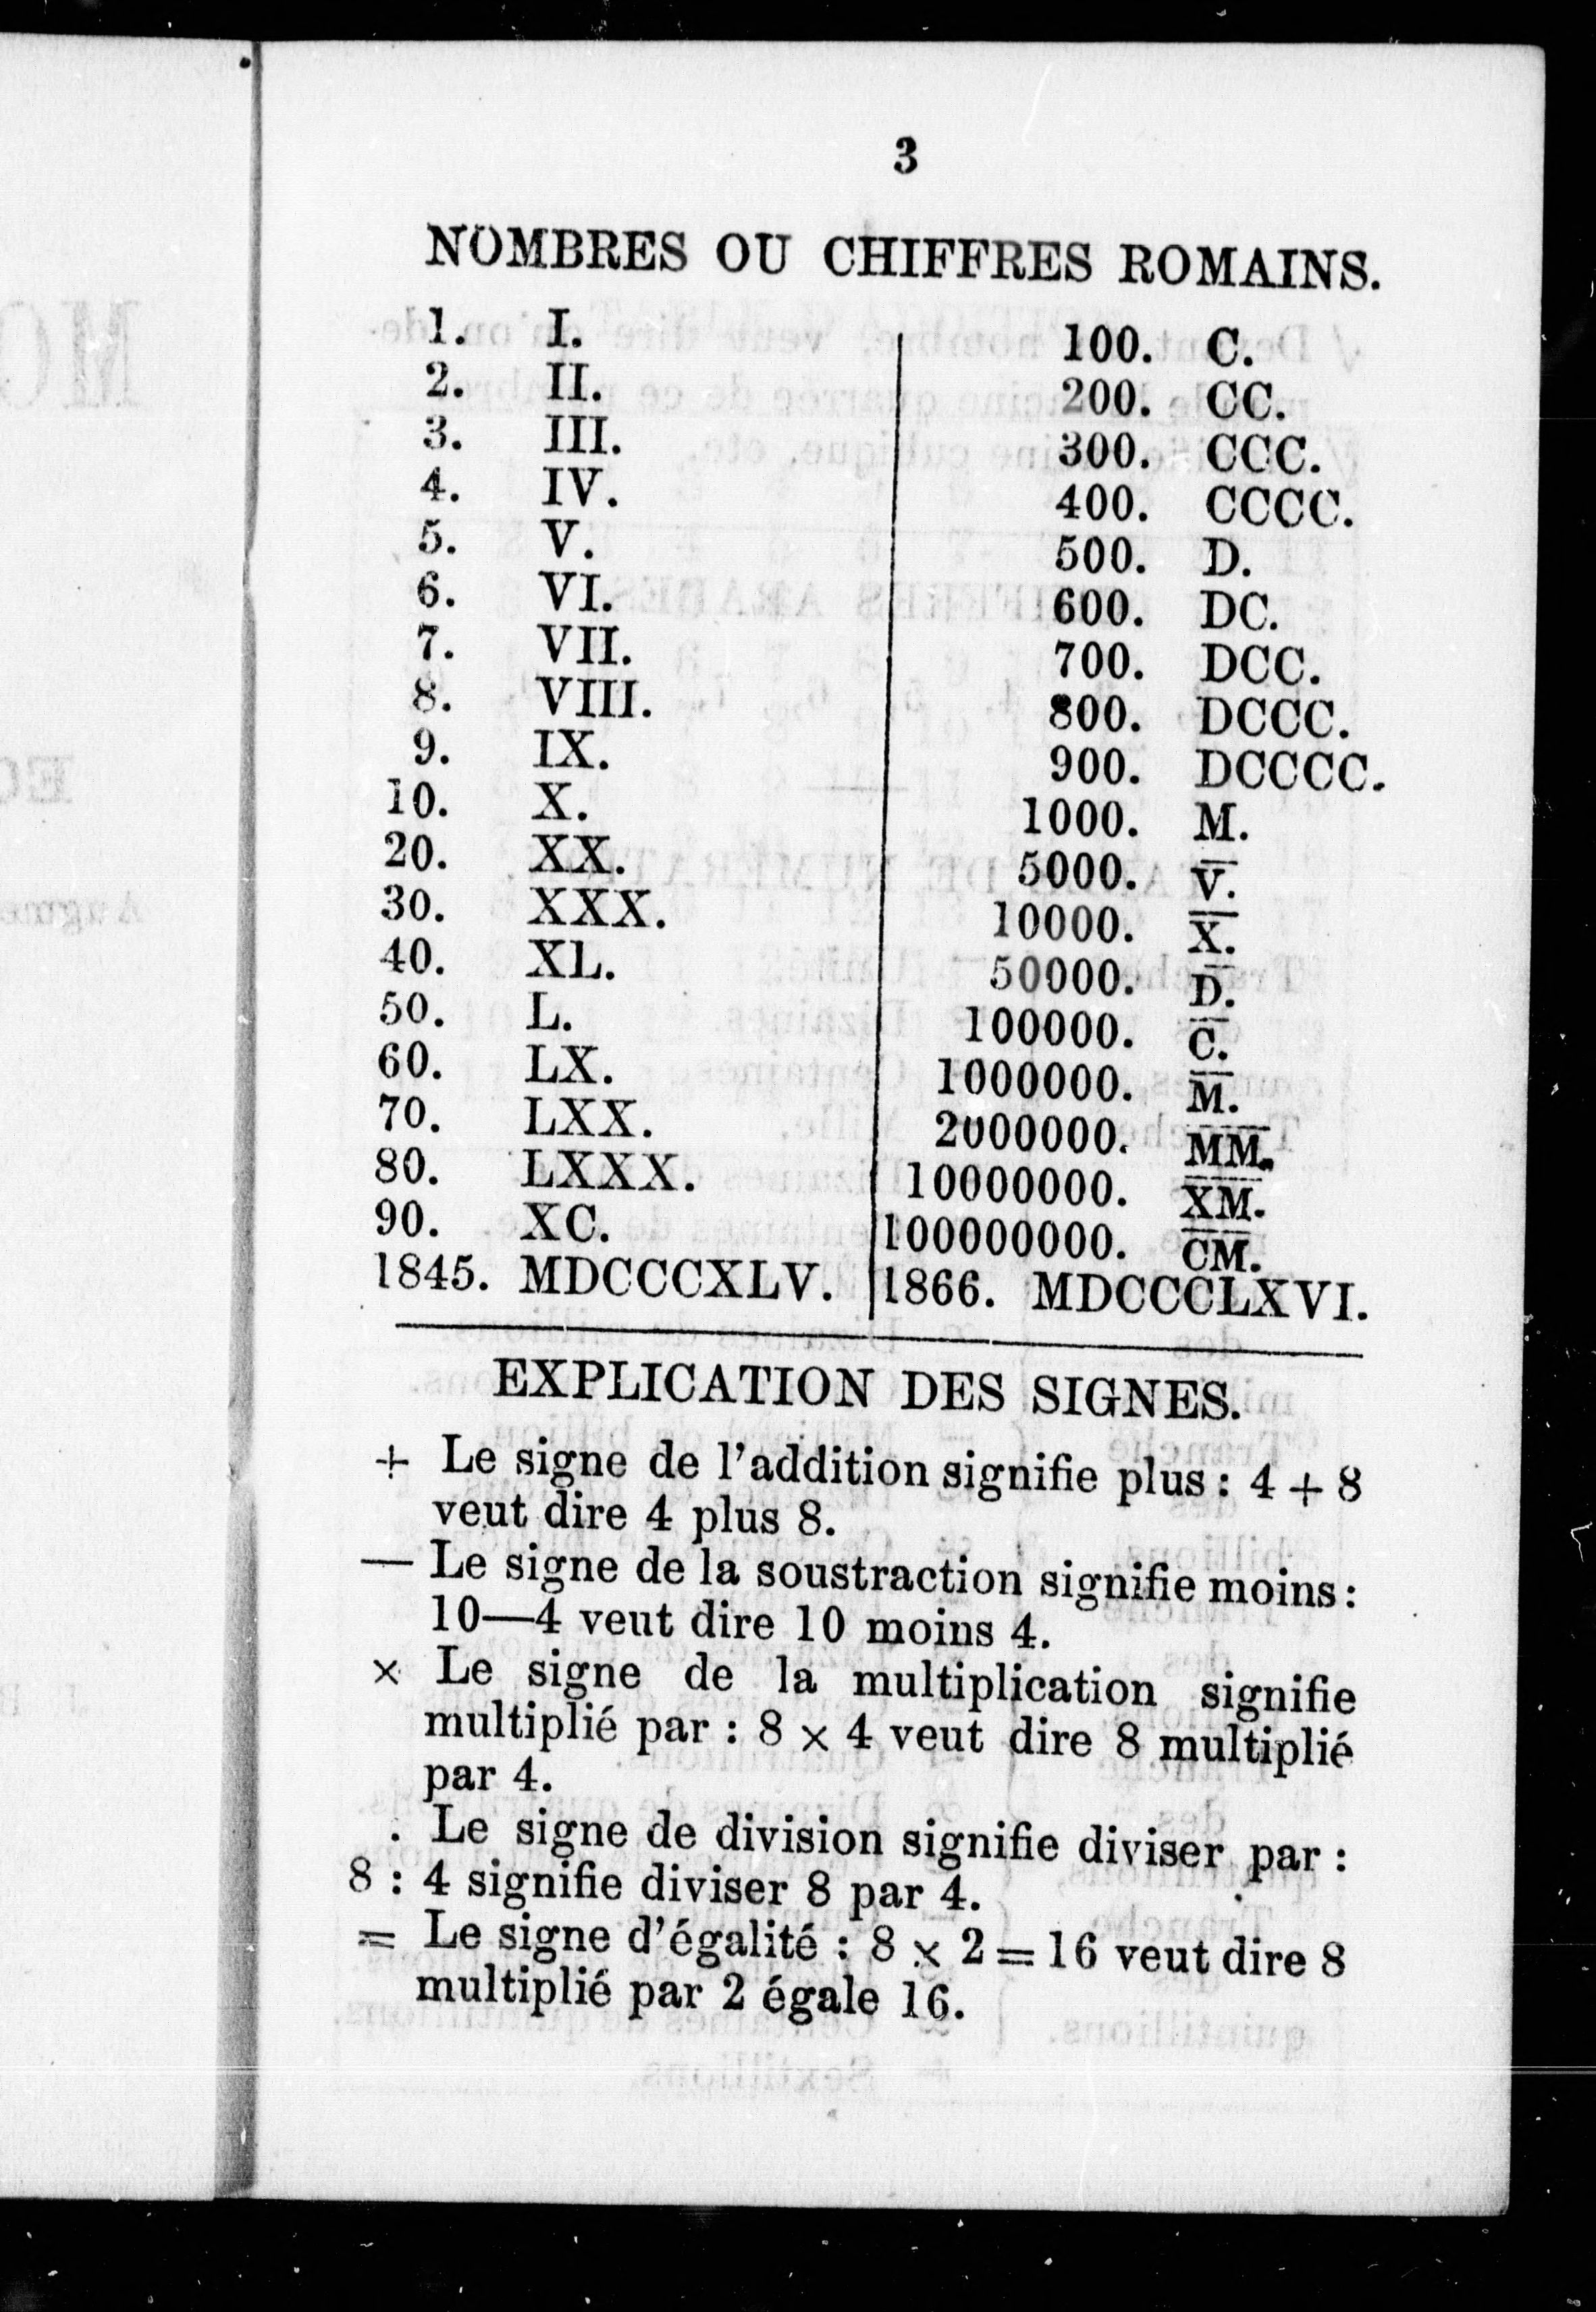 3
NOMBRES OU CHIFFRES ROMAINS.
1. I.
2. II.
3. III.
4. IV.
5. V.
6. VI.
7. VII.
8. VIII.
9. IX.
10. X.
20. XX.
30. XXX.
40. XL.
50. L.
60. LX.
70. LXX.
80. LXXX.
90. XC.
1845. MDCCCXLV.
100. C.
200. CC.
300. CCC.
400. CCCC.
500. D.
600. DC.
700. DCC.
800. DCCC.
900. DCCCC.
1000. M.
5000. V̅.
10000. X̅.
50000. D̅.
100000. C̅.
1000000. M̅.
2000000. M̅M̅.
10000000. X̅M̅.
100000000. C̅M̅.
1866. MDCCCLXVI.
EXPLICATION DES SIGNES.
+ Le signe de l'addition signifie plus : 4 + 8
veut dire 4 plus 8.
— Le signe de la soustraction signifie moins :
10—4 veut dire 10 moins 4.
× Le signe de la multiplication signifie
multiplié par : 8 × 4 veut dire 8 multiplié
par 4.
. Le signe de division signifie diviser par :
8 : 4 signifie diviser 8 par 4.
= Le signe d'égalité : 8 × 2 = 16 veut dire 8
multiplié par 2 égale 16.